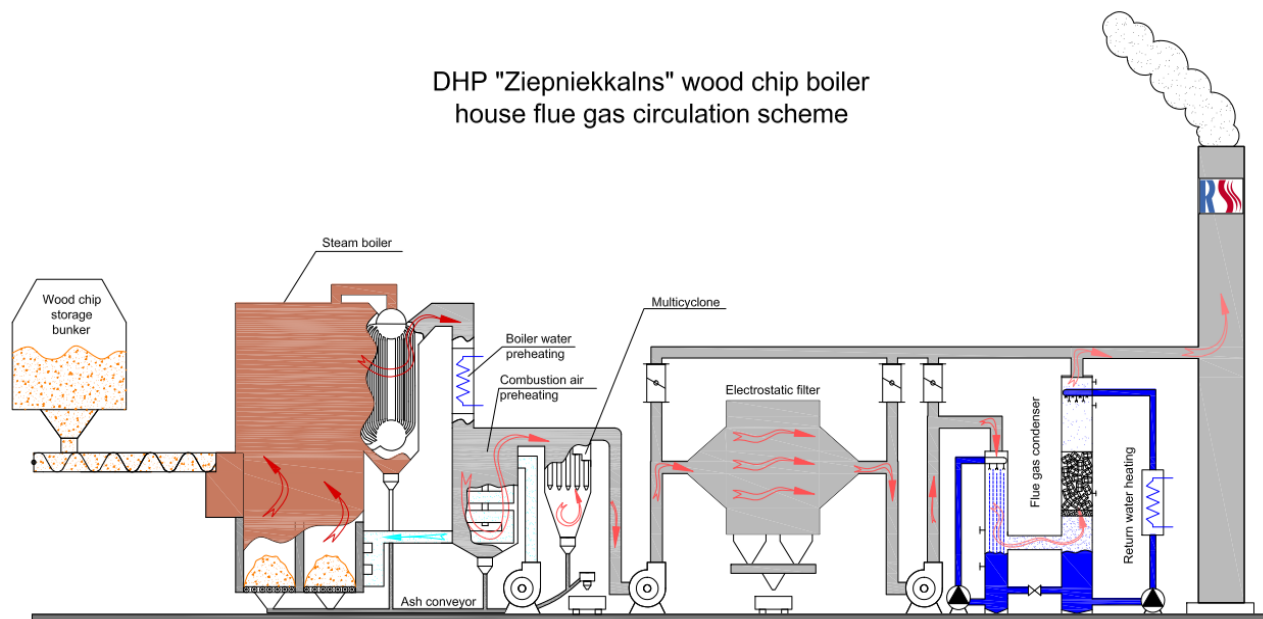 DHP "Ziepniekkalns" wood chip boiler
house flue gas circulation scheme
RS
Steam boiler
Wood chip
storage
bunker
Multicyclone
Boiler water
preheating
Combustion air
preheating
Electrostatic filter
Flue gas condenser
Return water heating
Ash conveyor